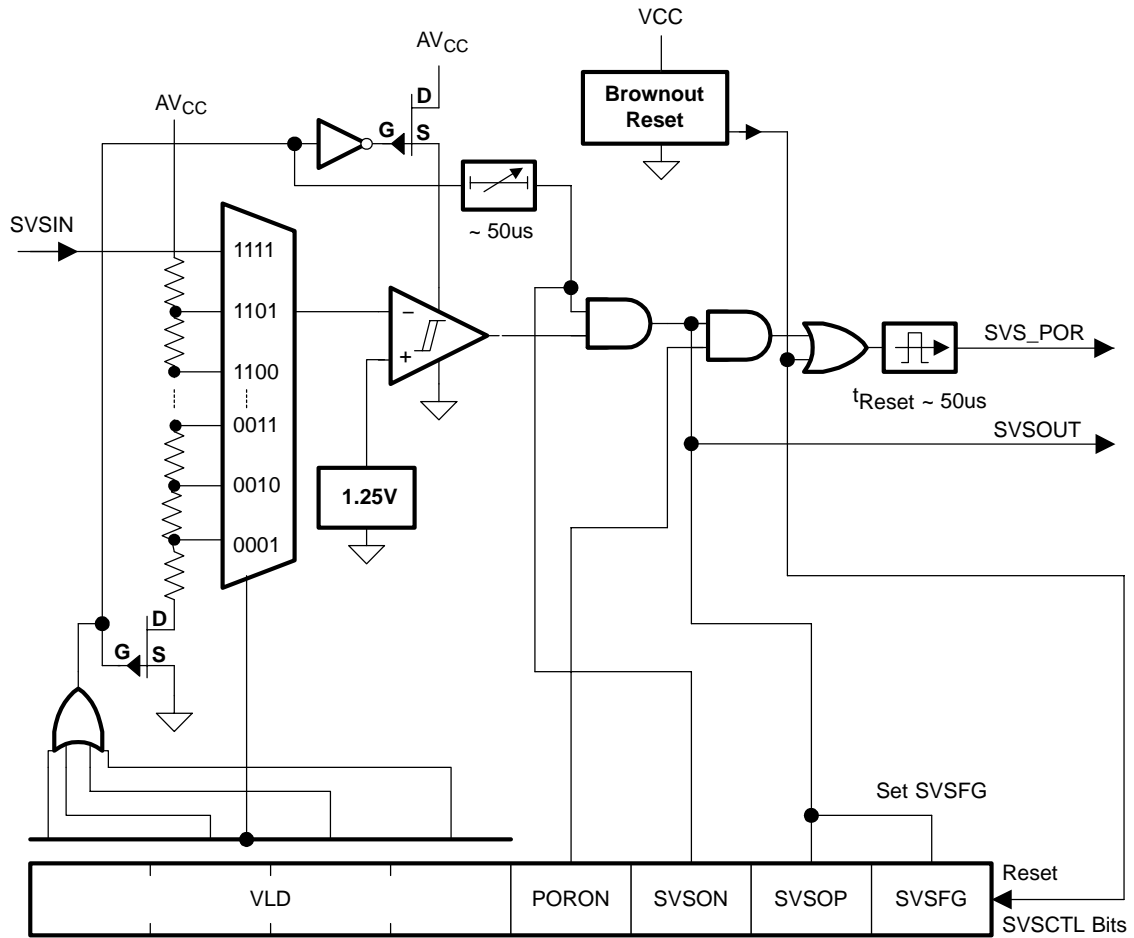 VCC
AVCC
AVCC
Brownout
Reset
D
G S
SVSIN
~ 50us
1111
1101
1100
0011
0010
0001
−
+
1.25V
SVS_POR
tReset ~ 50us
SVSOUT
D
G S
Set SVSFG
VLD
PORON
SVSON
SVSOP
SVSFG
Reset
SVSCTL Bits